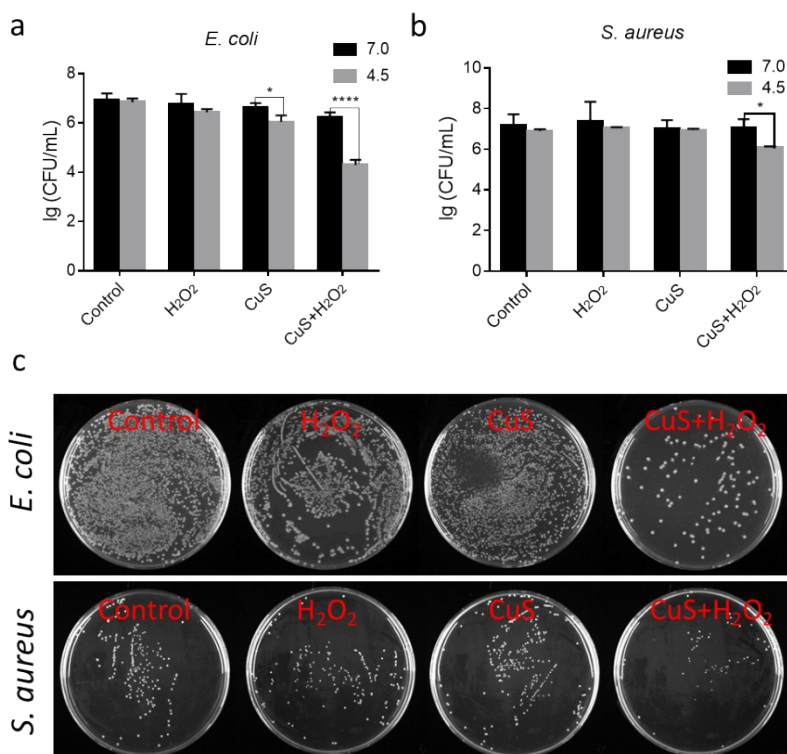 a
E. coli
7.0
4.5
lg (CFU/mL)
9
6
4
2
0
*
****
Control
H₂O₂
CuS
CuS+H₂O₂
b
S. aureus
7.0
4.5
lg (CFU/mL)
10
8
6
4
2
0
*
Control
H₂O₂
CuS
CuS+H₂O₂
c
E. coli
Control
H₂O₂
CuS
CuS+H₂O₂
S. aureus
Control
H₂O₂
CuS
CuS+H₂O₂